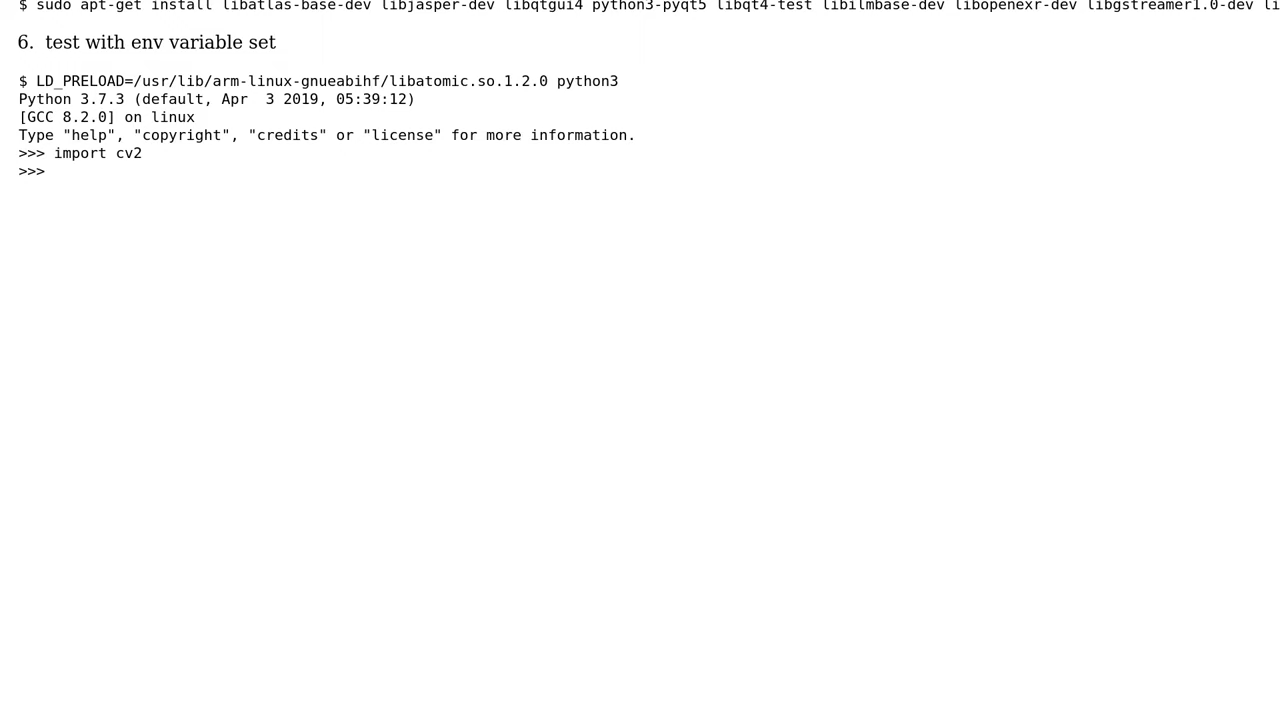 $ sudo apt-get install libatlas-base-dev libjasper-dev libqtgui4 python3-pyqt5 libqt4-test libilmbase-dev libopenexr-dev libgstreamer1.0-dev li
6. test with env variable set
$ LD_PRELOAD=/usr/lib/arm-linux-gnueabihf/libatomic.so.1.2.0 python3
Python 3.7.3 (default, Apr  3 2019, 05:39:12)
[GCC 8.2.0] on linux
Type "help", "copyright", "credits" or "license" for more information.
>>> import cv2
>>>